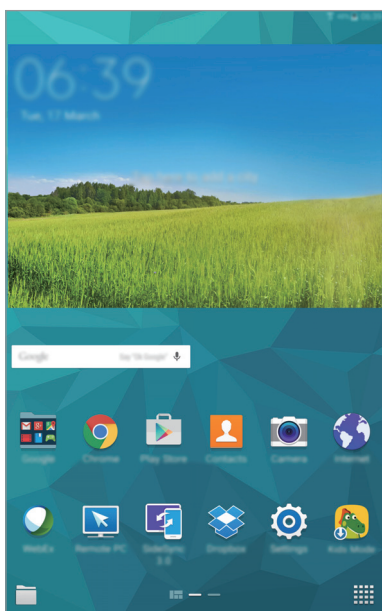 06:39
Tue, 17 March
Google Say "Ok Google"
Google Chrome Play Store Contacts Camera Internet
WebEx Remote PC SideSync Dropbox Settings Kids Mode
3.0